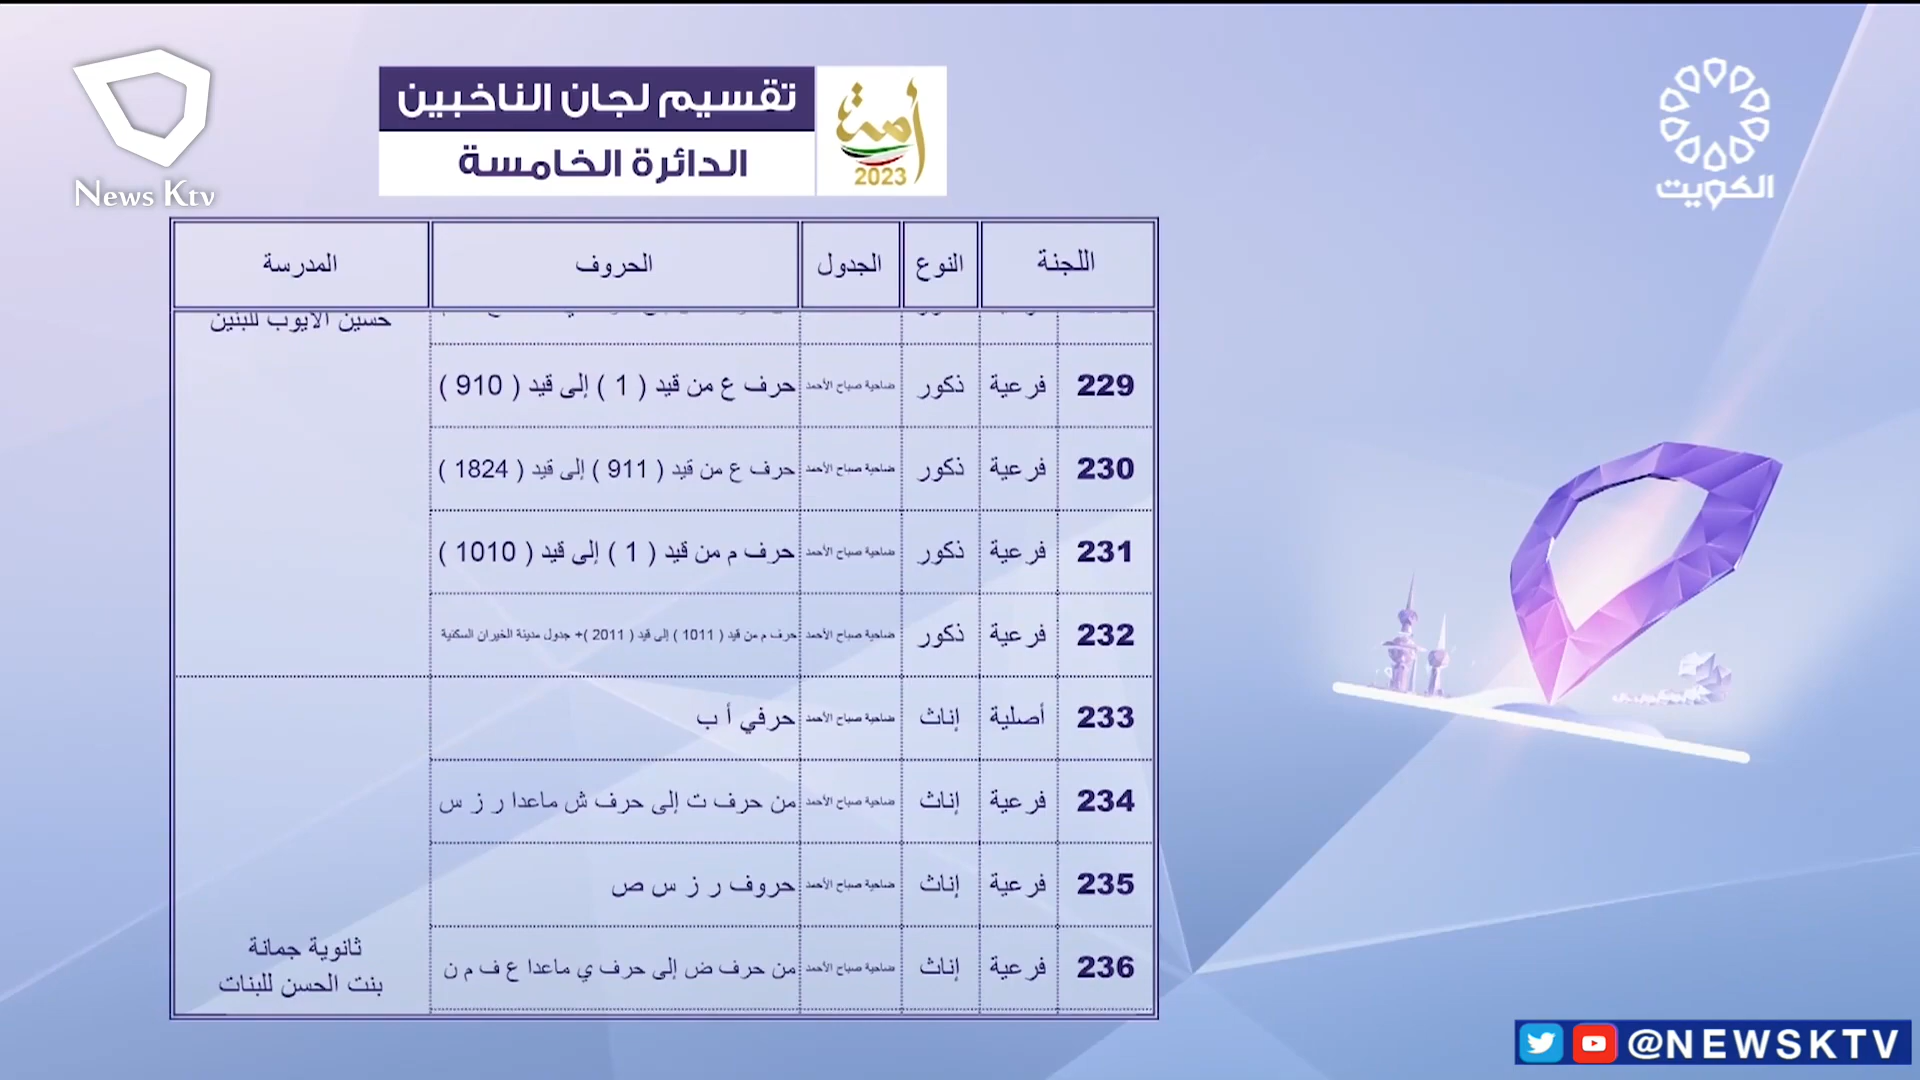 News Ktv
تقسيم لجان الناخبين
الدائرة الخامسة
أمة
2023
الكويت
اللجنة النوع الجدول الحروف المدرسة
حسين الأيوب للبنين
229 فرعية ذكور ضاحية صباح الأحمد حرف ع من قيد ( 1 ) إلى قيد ( 910 )
230 فرعية ذكور ضاحية صباح الأحمد حرف ع من قيد ( 911 ) إلى قيد ( 1824 )
231 فرعية ذكور ضاحية صباح الأحمد حرف م من قيد ( 1 ) إلى قيد ( 1010 )
232 فرعية ذكور ضاحية صباح الأحمد حرف م من قيد ( 1011 ) إلى قيد ( 2011 )+ جدول مدينة الخيران السكنية
233 أصلية إناث ضاحية صباح الأحمد حرفي أ ب
234 فرعية إناث ضاحية صباح الأحمد من حرف ت إلى حرف ش ماعدا ر ز س
235 فرعية إناث ضاحية صباح الأحمد حروف ر ز س ص
236 فرعية إناث ضاحية صباح الأحمد من حرف ض إلى حرف ي ماعدا ع ف م ن
ثانوية جمانة
بنت الحسن للبنات
@NEWSKTV